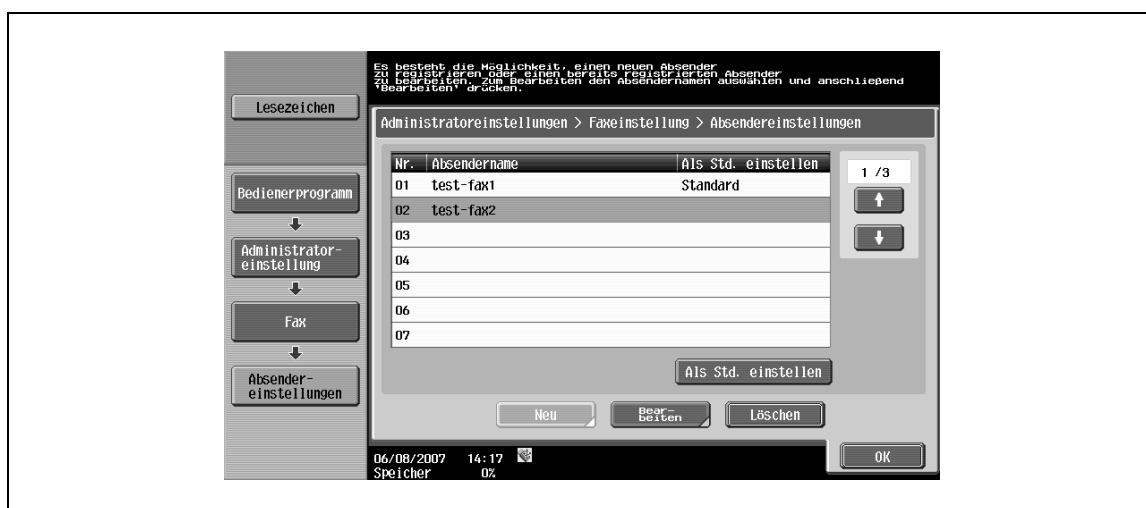 Es besteht die Möglichkeit, einen neuen Absender
zu registrieren oder einen bereits registrierten Absender
zu bearbeiten. Zum Bearbeiten den Absendernamen auswählen und anschließend
'Bearbeiten' drücken.
Lesezeichen
Administratoreinstellungen > Faxeinstellung > Absendereinstellungen
Nr. Absendername Als Std. einstellen
1 /3
01 test-fax1 Standard
02 test-fax2
03
04
05
06
07
Bedienerprogramm
Administrator-
einstellung
Fax
Absender-
einstellungen
Als Std. einstellen
Neu
Bear-
beiten
Löschen
06/08/2007 14:17
Speicher 0%
OK